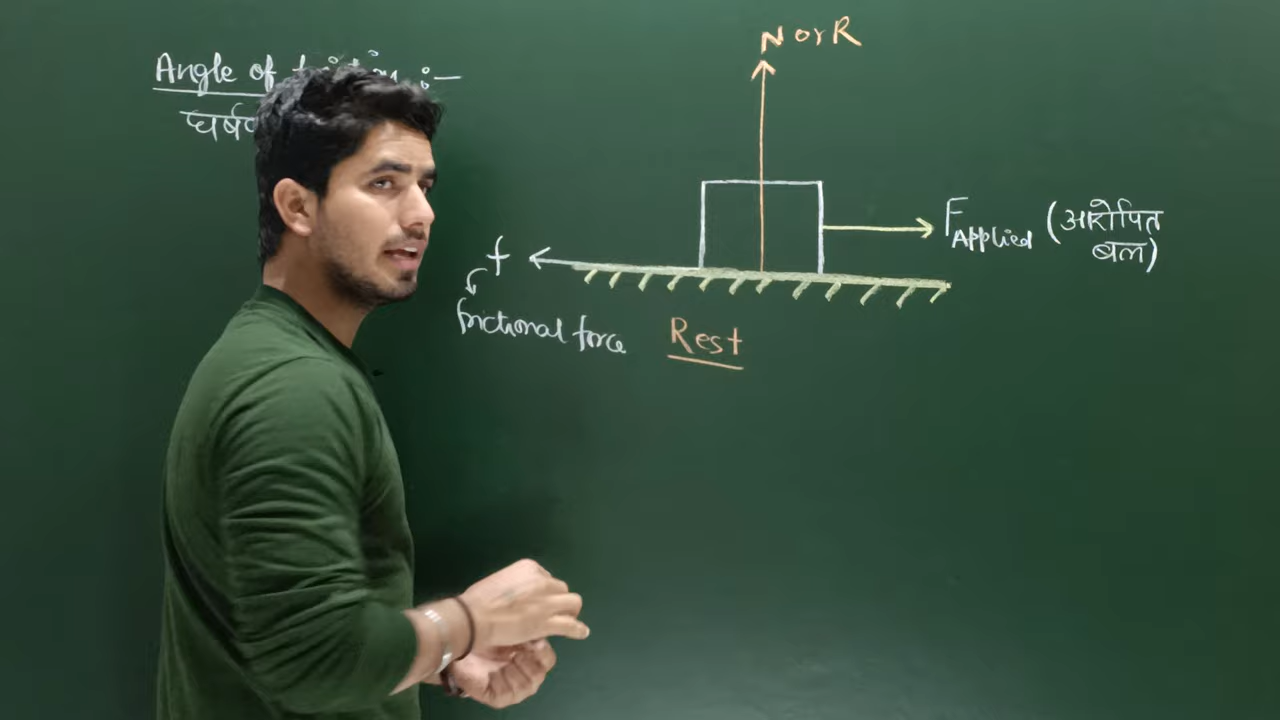 Angle of :-
N or R
F Applied (आरोपित
बल)
f
frictional force
Rest